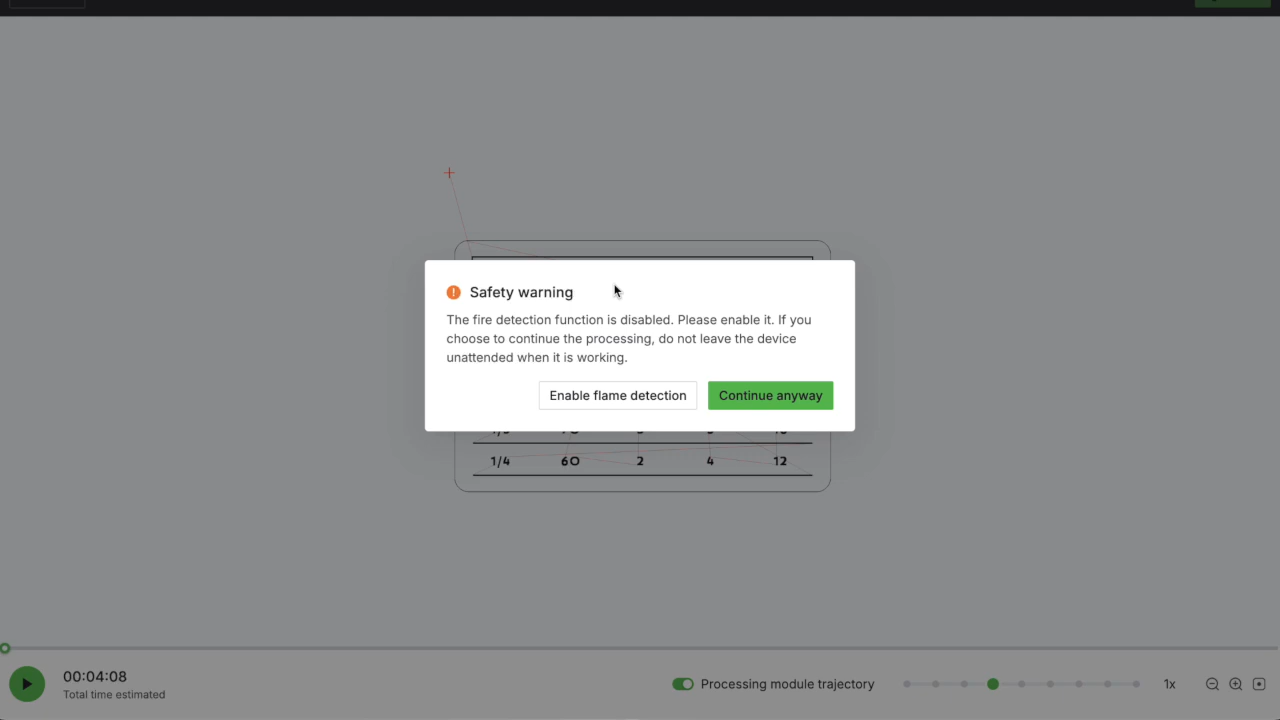 Safety warning
The fire detection function is disabled. Please enable it. If you
choose to continue the processing, do not leave the device
unattended when it is working.
Enable flame detection Continue anyway
1/4 60 2 4 12
00:04:08
Total time estimated
Processing module trajectory
1x